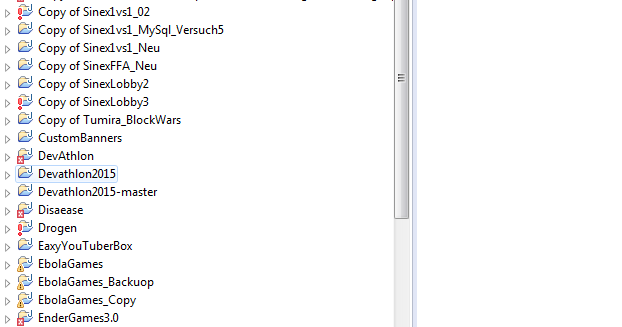 Copy of Sinex1vs1_02
Copy of Sinex1vs1_MySql_Versuch5
Copy of Sinex1vs1_Neu
Copy of SinexFFA_Neu
Copy of SinexLobby2
Copy of SinexLobby3
Copy of Tumira_BlockWars
CustomBanners
DevAthlon
Devathlon2015
Devathlon2015-master
Disaease
Drogen
EaxyYouTuberBox
EbolaGames
EbolaGames_Backuop
EbolaGames_Copy
EnderGames3.0